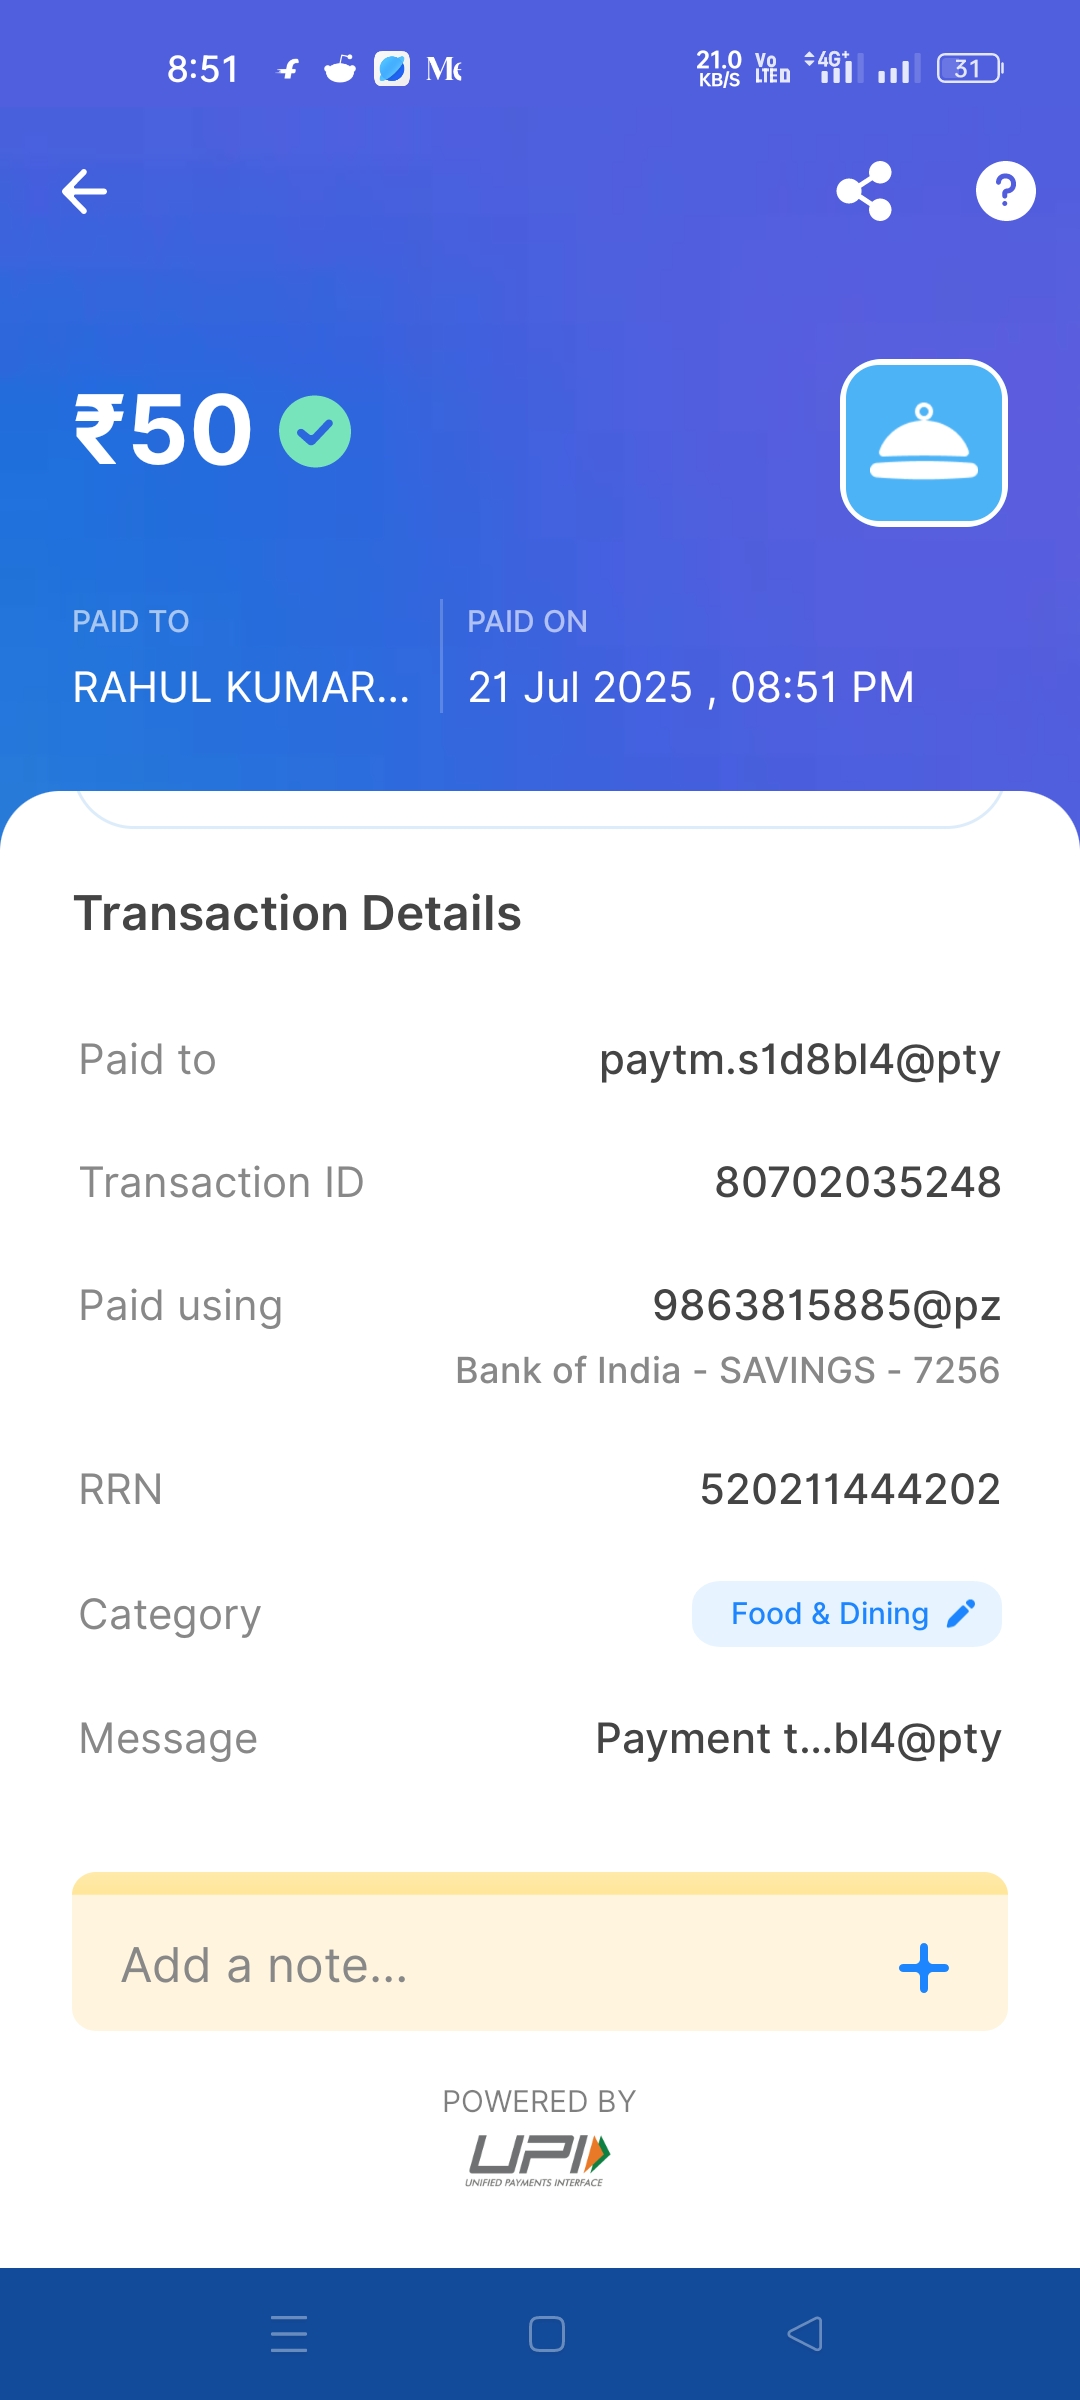 8:51
21.0 KB/S
Vo LTE
4G+
31
₹50
PAID TO
RAHUL KUMAR...
PAID ON
21 Jul 2025 , 08:51 PM
Transaction Details
Paid to paytm.s1d8bl4@pty
Transaction ID 80702035248
Paid using 9863815885@pz
Bank of India - SAVINGS - 7256
RRN 520211444202
Category Food & Dining
Message Payment t...bl4@pty
Add a note...
POWERED BY
UPI
UNIFIED PAYMENTS INTERFACE